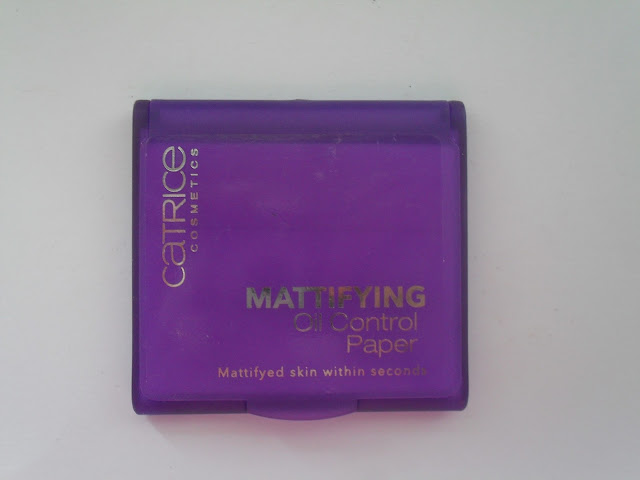 CATRICE
COSMETICS
MATTIFYING
Oil Control
Paper
Mattifyed skin within seconds